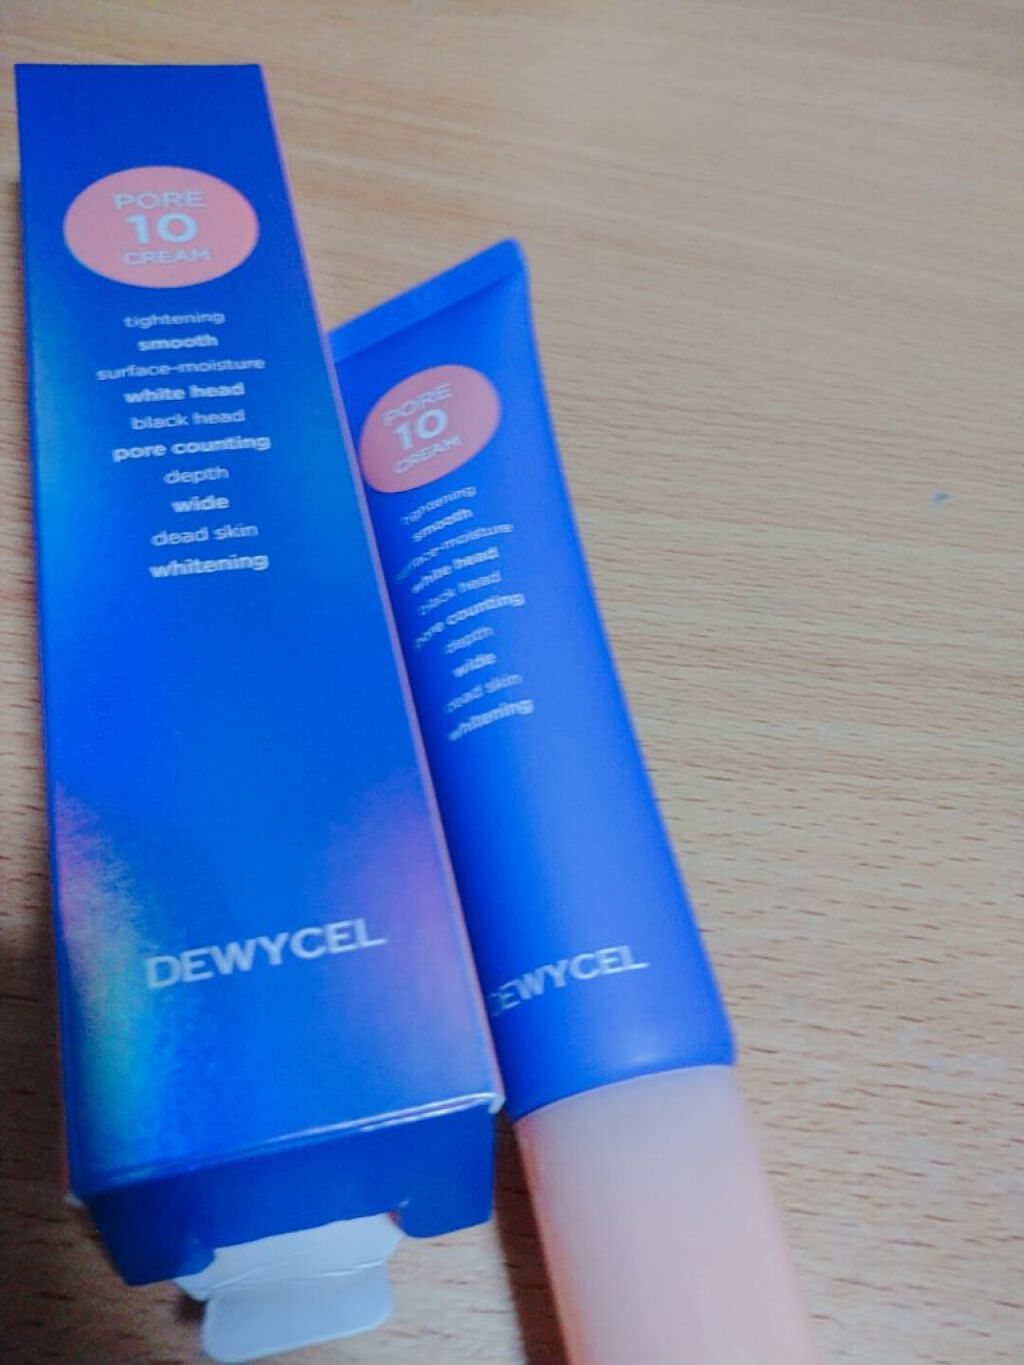 PORE
10
CREAM
tightening
smooth
surface-moisture
white head
black head
pore counting
depth
wide
dead skin
whitening
DEWYCEL
PORE
10
CREAM
tightening
smooth
surface-moisture
white head
black head
pore counting
depth
wide
dead skin
whitening
DEWYCEL